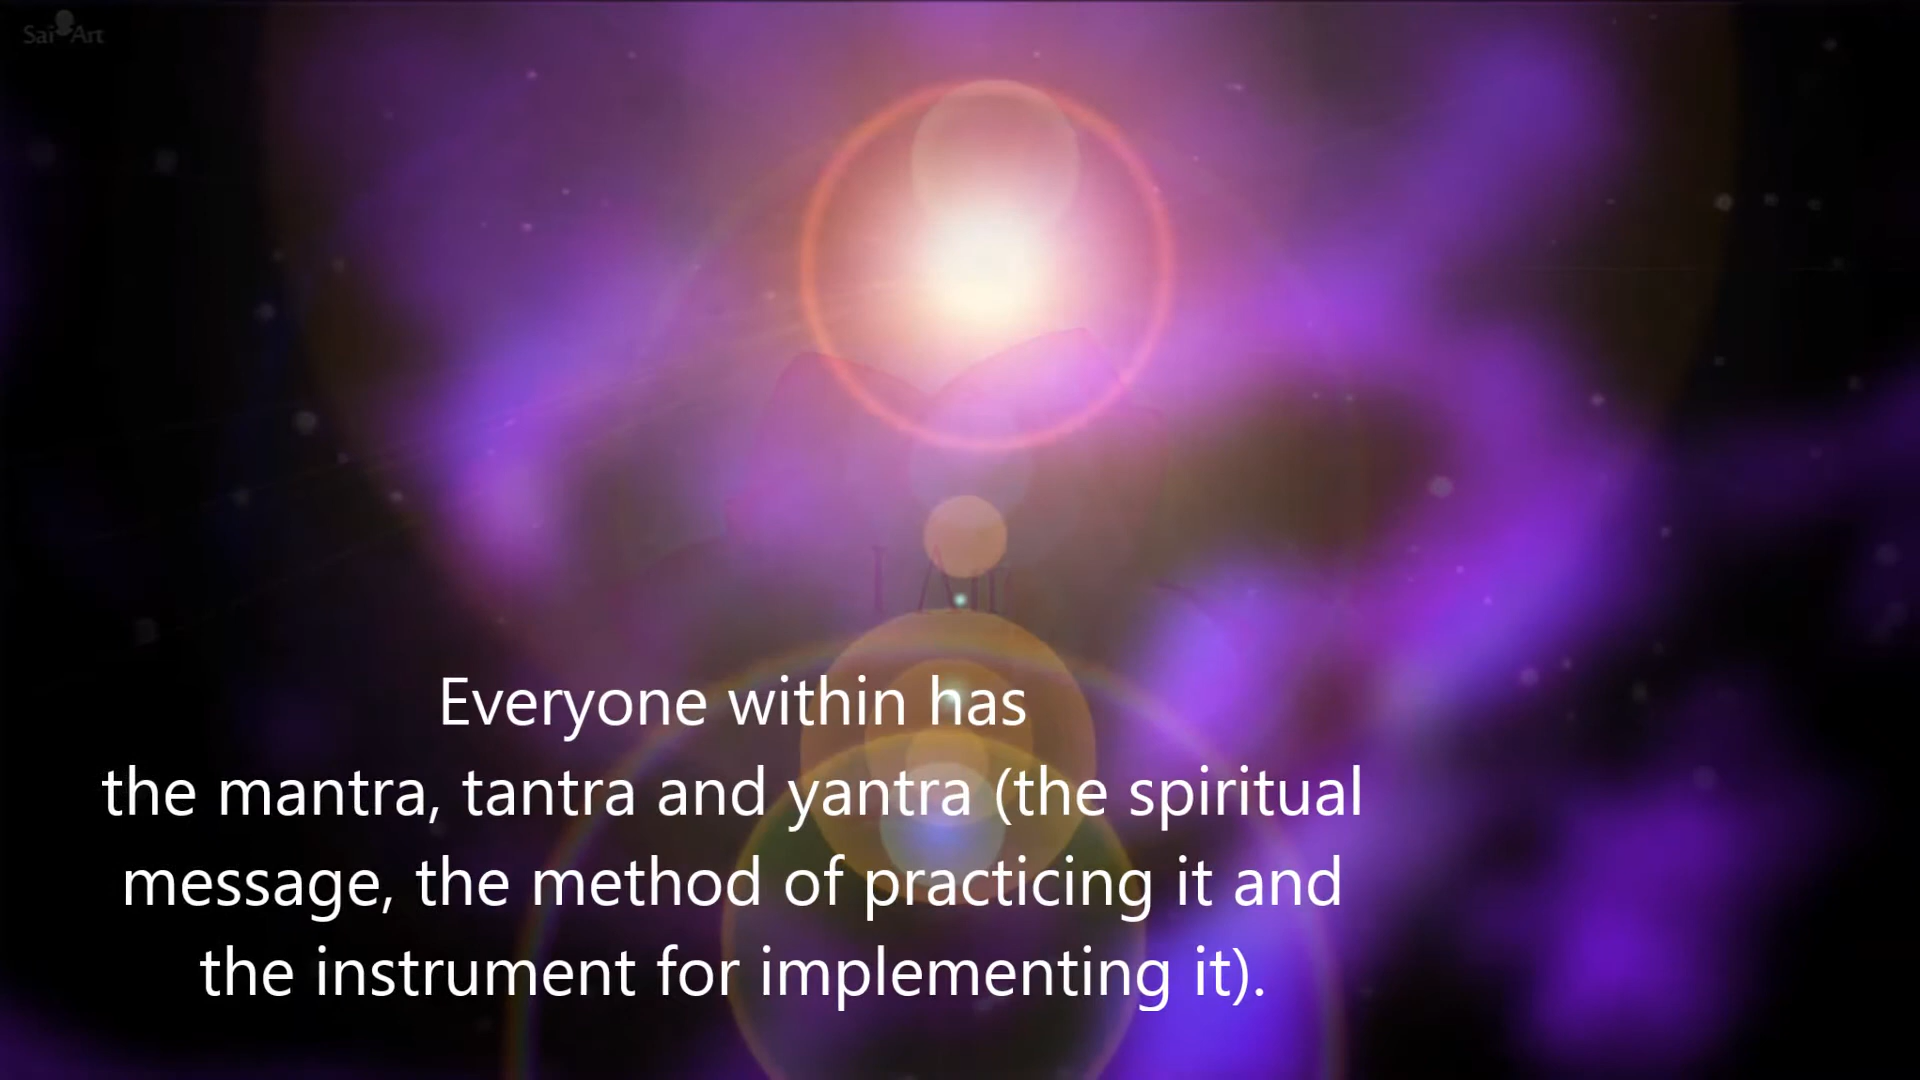 Sai Art
Everyone within has
the mantra, tantra and yantra (the spiritual
message, the method of practicing it and
the instrument for implementing it).